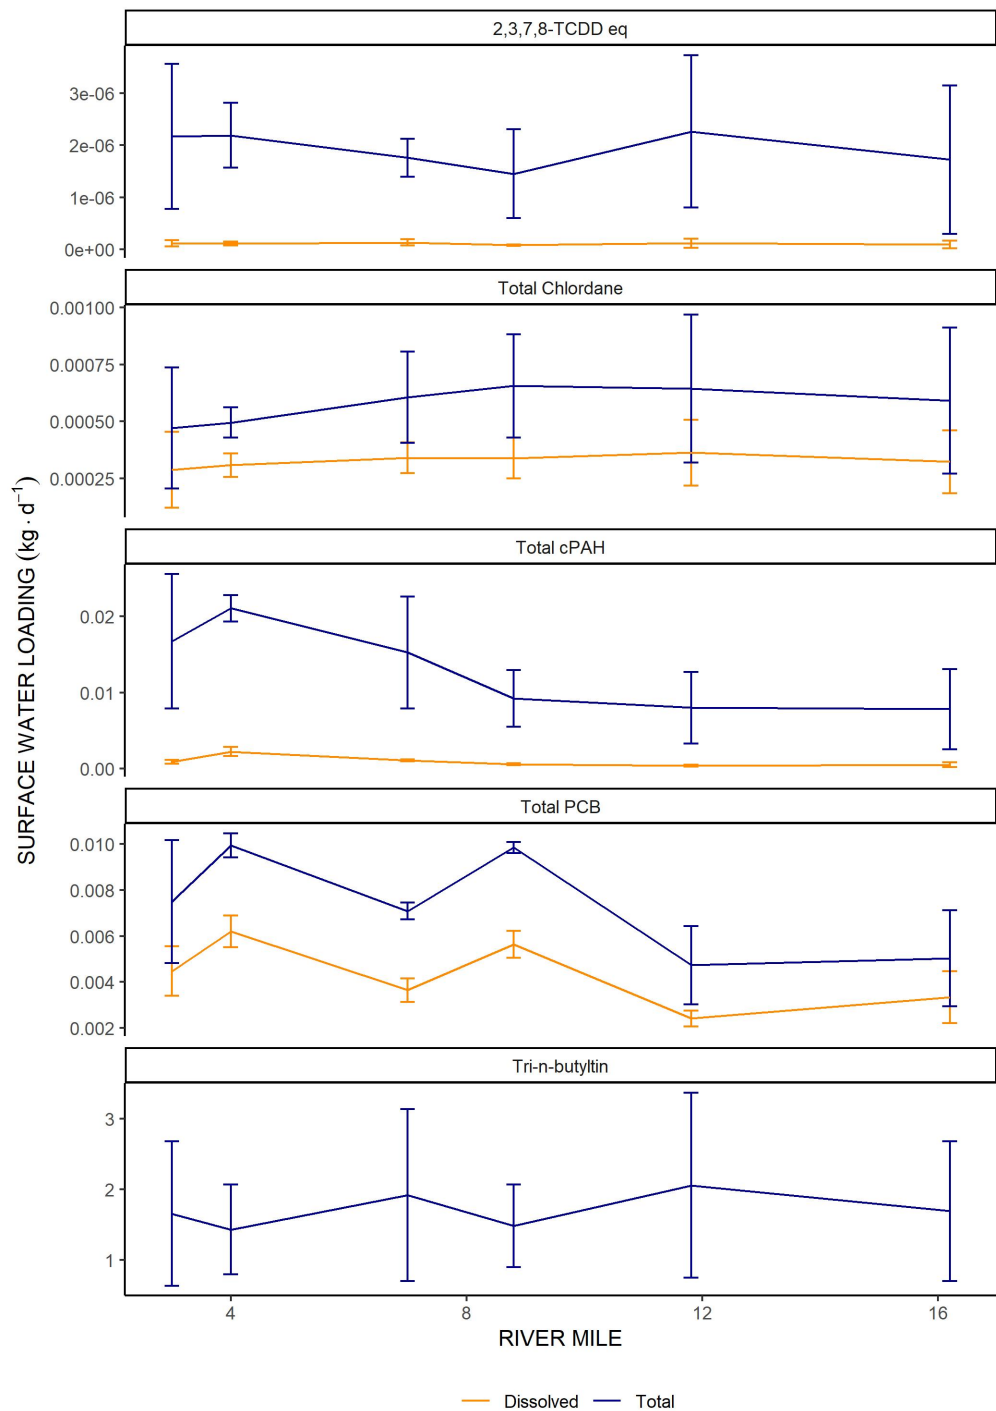 2,3,7,8-TCDD eq
3e-06
2e-06
1e-06
0e+00
Total Chlordane
0.00100
0.00075
0.00050
0.00025
Total cPAH
0.02
0.01
0.00
Total PCB
0.010
0.008
0.006
0.004
0.002
Tri-n-butyltin
3
2
1
4 8 12 16
RIVER MILE
SURFACE WATER LOADING (kg · d⁻¹)
Dissolved Total